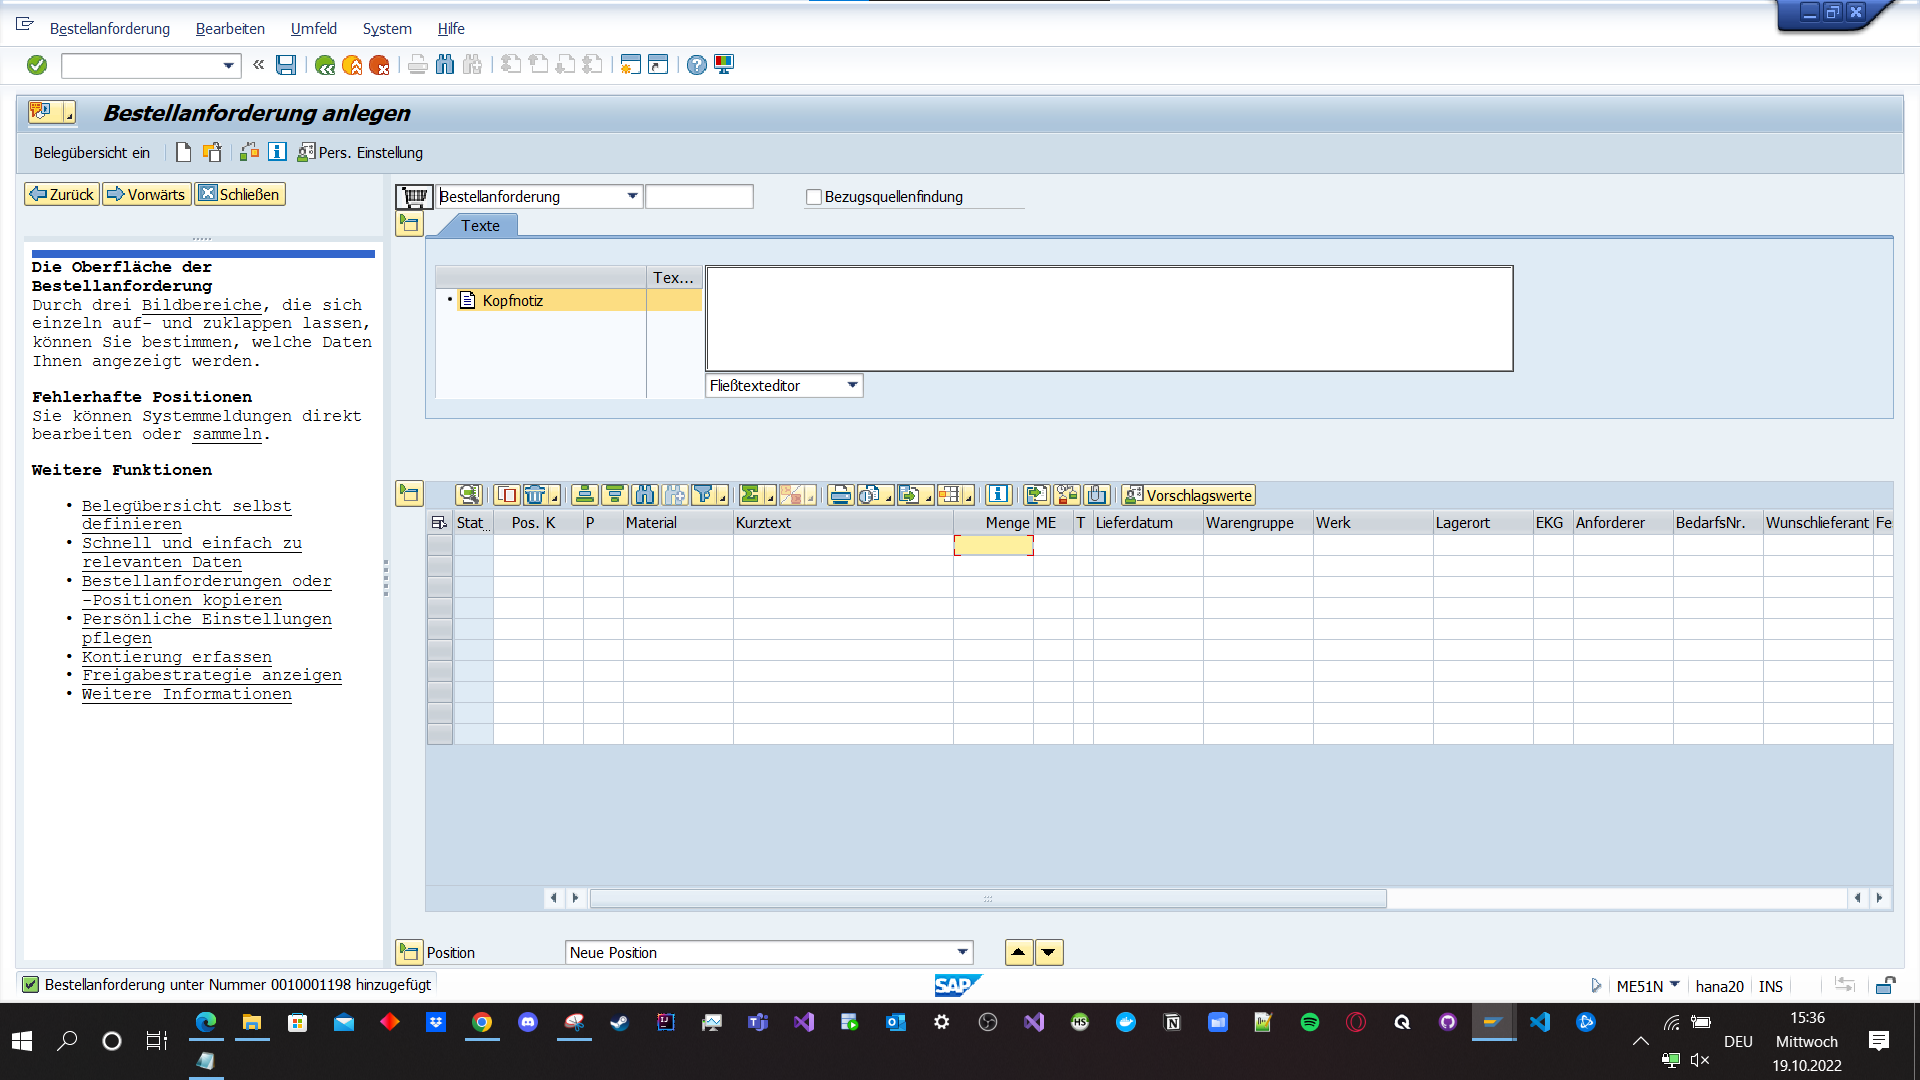 Bestellanforderung Bearbeiten Umfeld System Hilfe
Bestellanforderung anlegen
Belegübersicht ein Pers. Einstellung
Zurück Vorwärts Schließen
Bestellanforderung Bezugsquellenfindung
Texte
Die Oberfläche der
Bestellanforderung
Durch drei Bildbereiche, die sich
einzeln auf- und zuklappen lassen,
können Sie bestimmen, welche Daten
Ihnen angezeigt werden.
Fehlerhafte Positionen
Sie können Systemmeldungen direkt
bearbeiten oder sammeln.
Weitere Funktionen
• Belegübersicht selbst
definieren
• Schnell und einfach zu
relevanten Daten
• Bestellanforderungen oder
-Positionen kopieren
• Persönliche Einstellungen
pflegen
• Kontierung erfassen
• Freigabestrategie anzeigen
• Weitere Informationen
Tex...
• Kopfnotiz
Fließtexteditor
Vorschlagswerte
Stat.. Pos. K P Material Kurztext Menge ME T Lieferdatum Warengruppe Werk Lagerort EKG Anforderer BedarfsNr. Wunschlieferant Fe
Position Neue Position
Bestellanforderung unter Nummer 0010001198 hinzugefügt
SAP
ME51N hana20 INS
HS
DEU
15:36
Mittwoch
19.10.2022